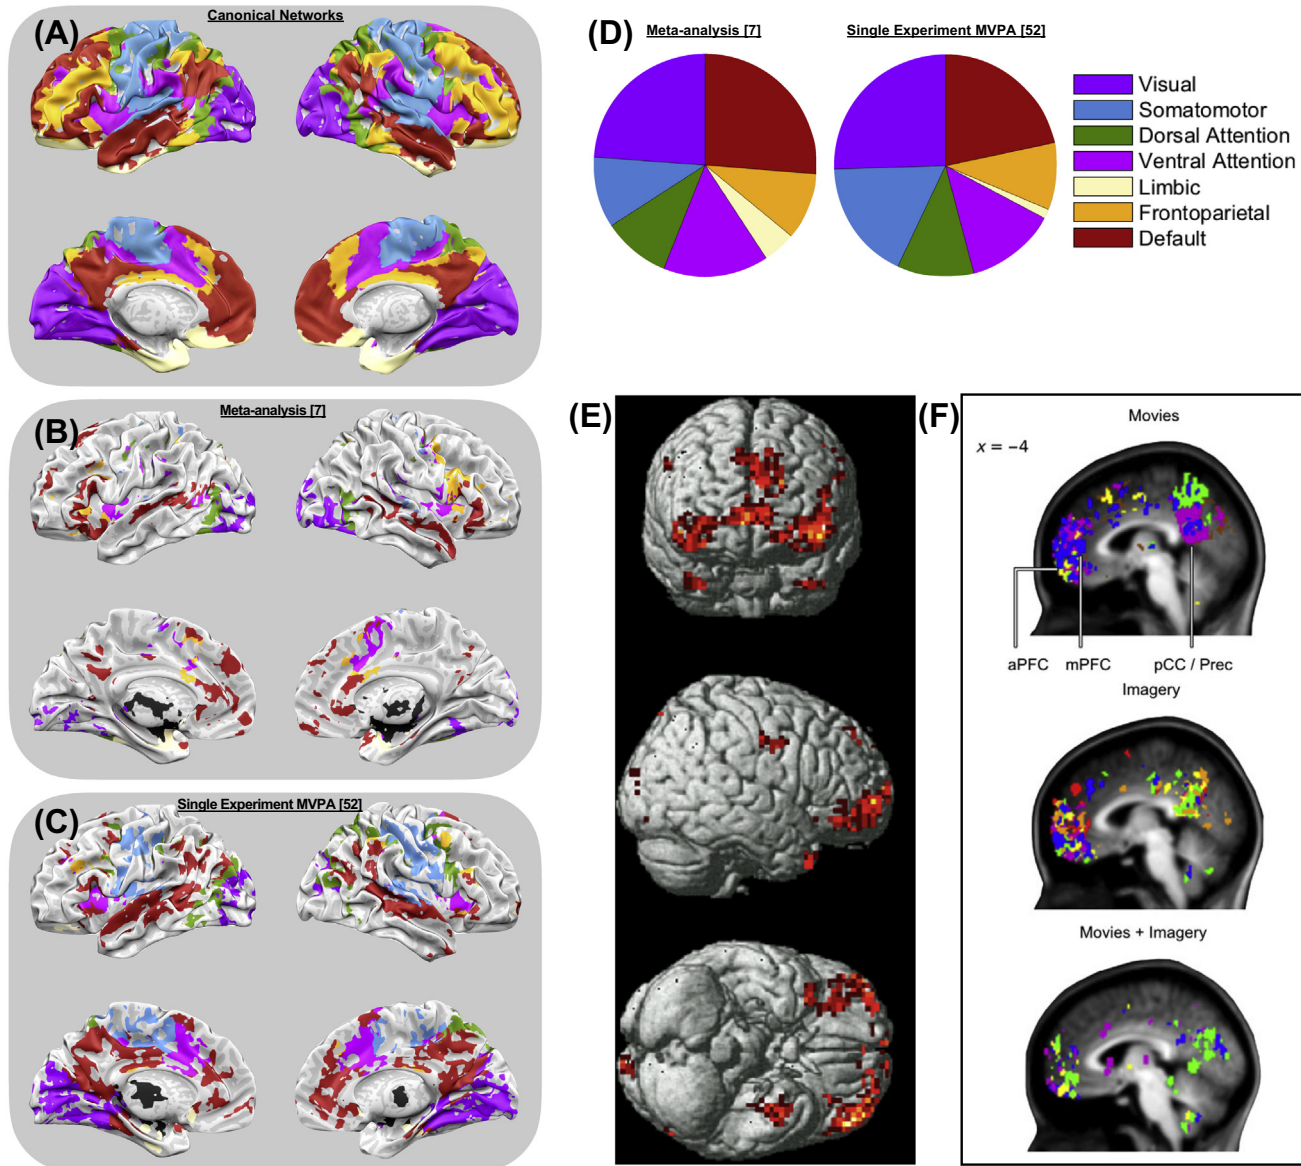 (A)
Canonical Networks
(B)
Meta-analysis [7]
(C)
Single Experiment MVPA [52]
(D)
Meta-analysis [7]
Single Experiment MVPA [52]
Visual
Somatomotor
Dorsal Attention
Ventral Attention
Limbic
Frontoparietal
Default
(E)
(F)
Movies
x = −4
aPFC mPFC pCC / Prec
Imagery
Movies + Imagery